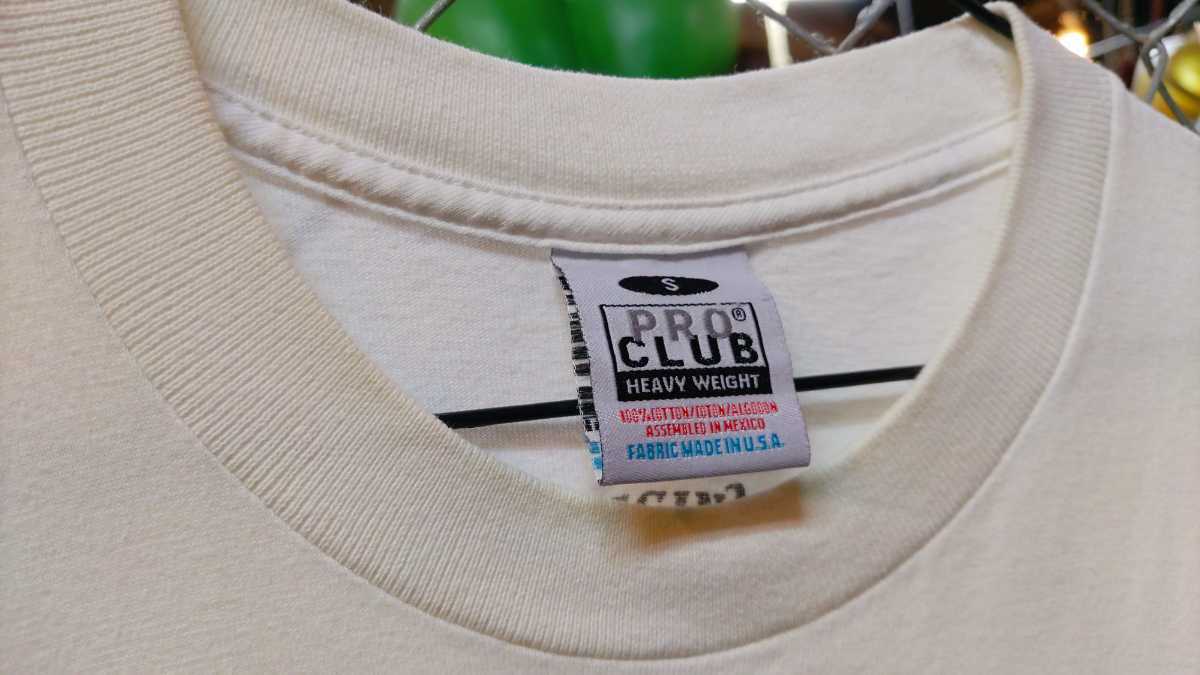 S
PRO®
CLUB
HEAVY WEIGHT
100% COTTON/COTON/ALGODON
ASSEMBLED IN MEXICO
FABRIC MADE IN U.S.A.